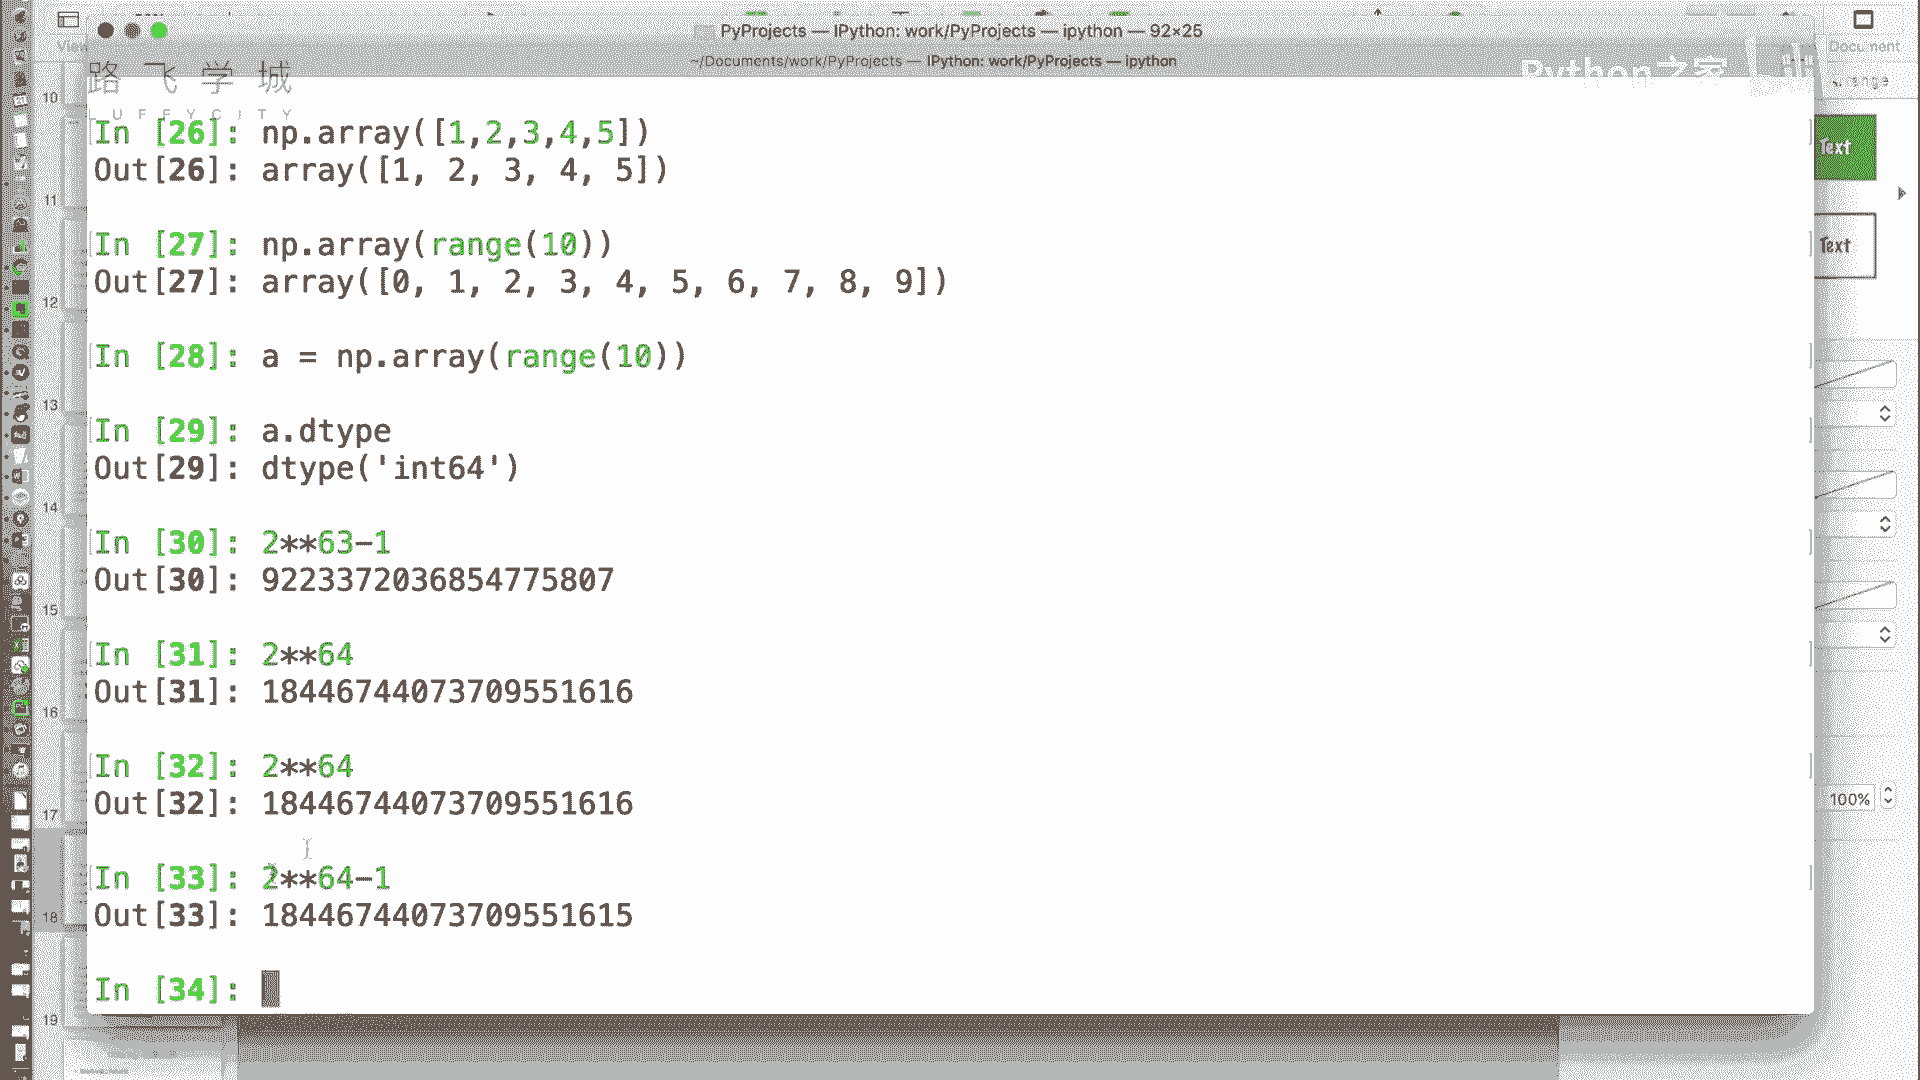 PyProjects — IPython: work/PyProjects — ipython — 92×25
View
Document
~/Documents/work/PyProjects — IPython: work/PyProjects — ipython
路飞学城
LUFFYCITY
Python之家
In [26]: np.array([1,2,3,4,5])
Out[26]: array([1, 2, 3, 4, 5])
In [27]: np.array(range(10))
Out[27]: array([0, 1, 2, 3, 4, 5, 6, 7, 8, 9])
In [28]: a = np.array(range(10))
In [29]: a.dtype
Out[29]: dtype('int64')
In [30]: 2**63-1
Out[30]: 9223372036854775807
In [31]: 2**64
Out[31]: 18446744073709551616
In [32]: 2**64
Out[32]: 18446744073709551616
In [33]: 2**64-1
Out[33]: 18446744073709551615
In [34]:
10
11
12
13
14
15
16
17
18
19
Text
Text
100%